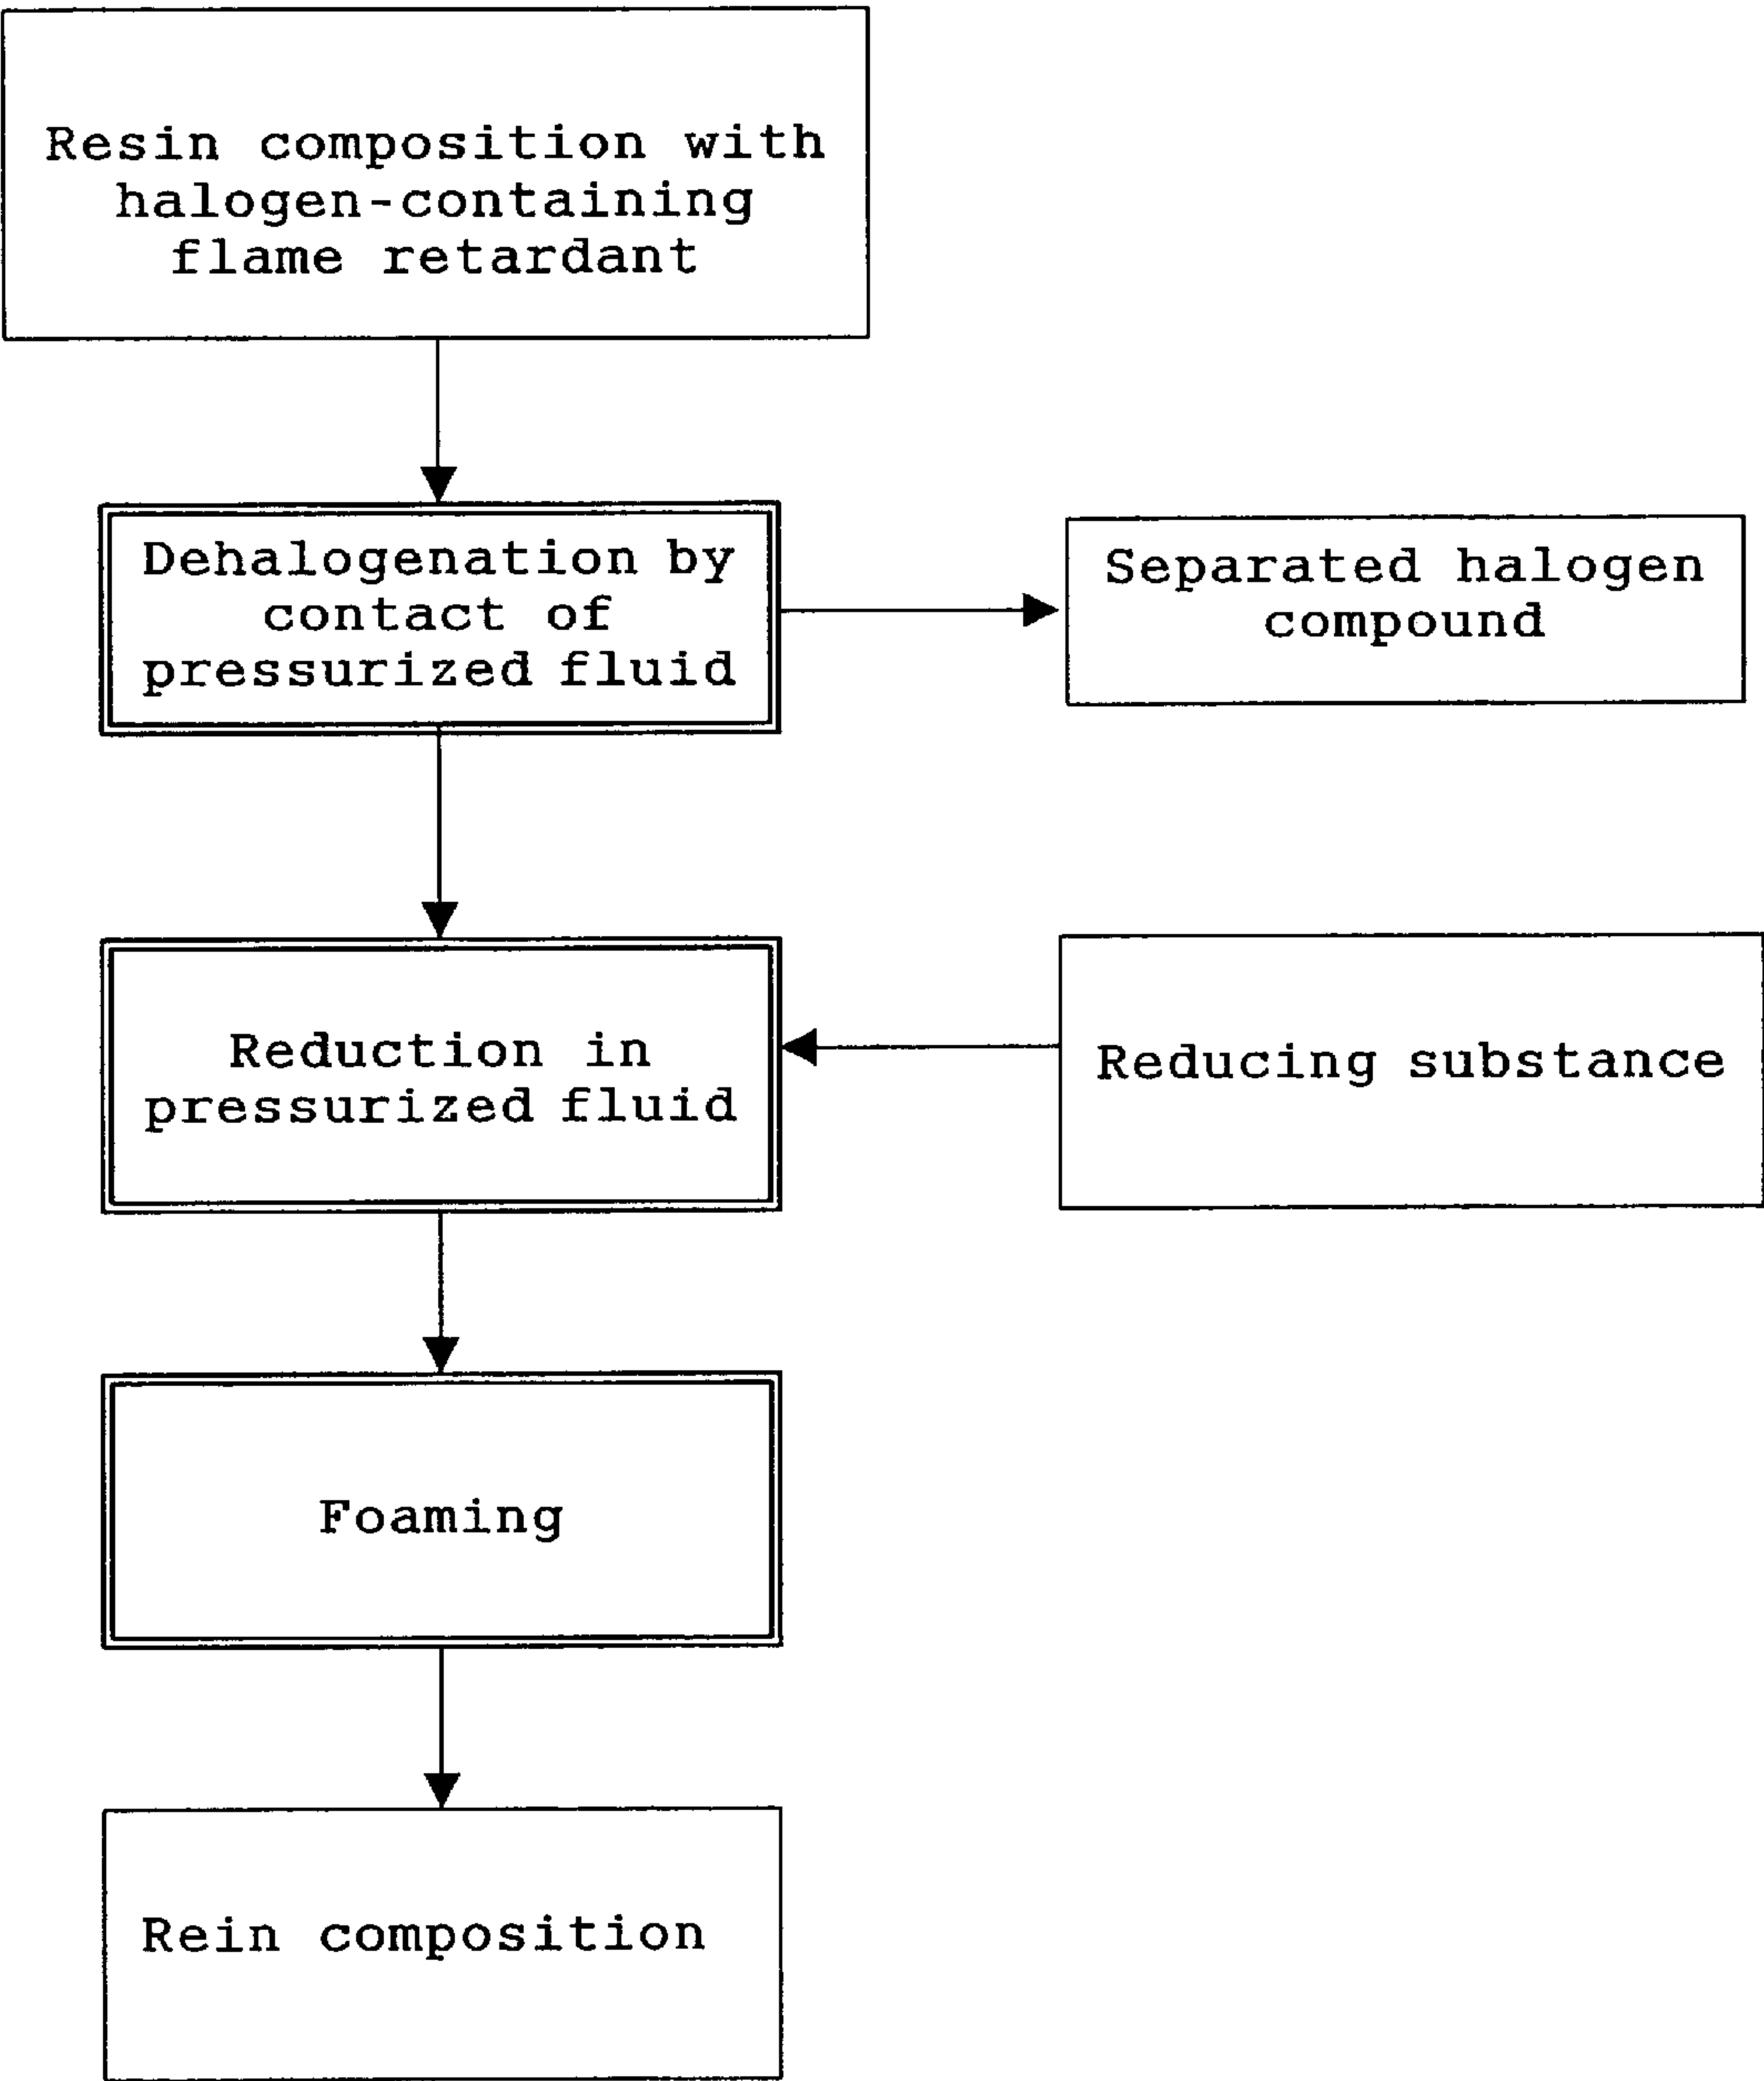 Resin composition with
halogen-containing
flame retardant
Dehalogenation by
contact of
pressurized fluid
Separated halogen
compound
Reduction in
pressurized fluid
Reducing substance
Foaming
Rein composition